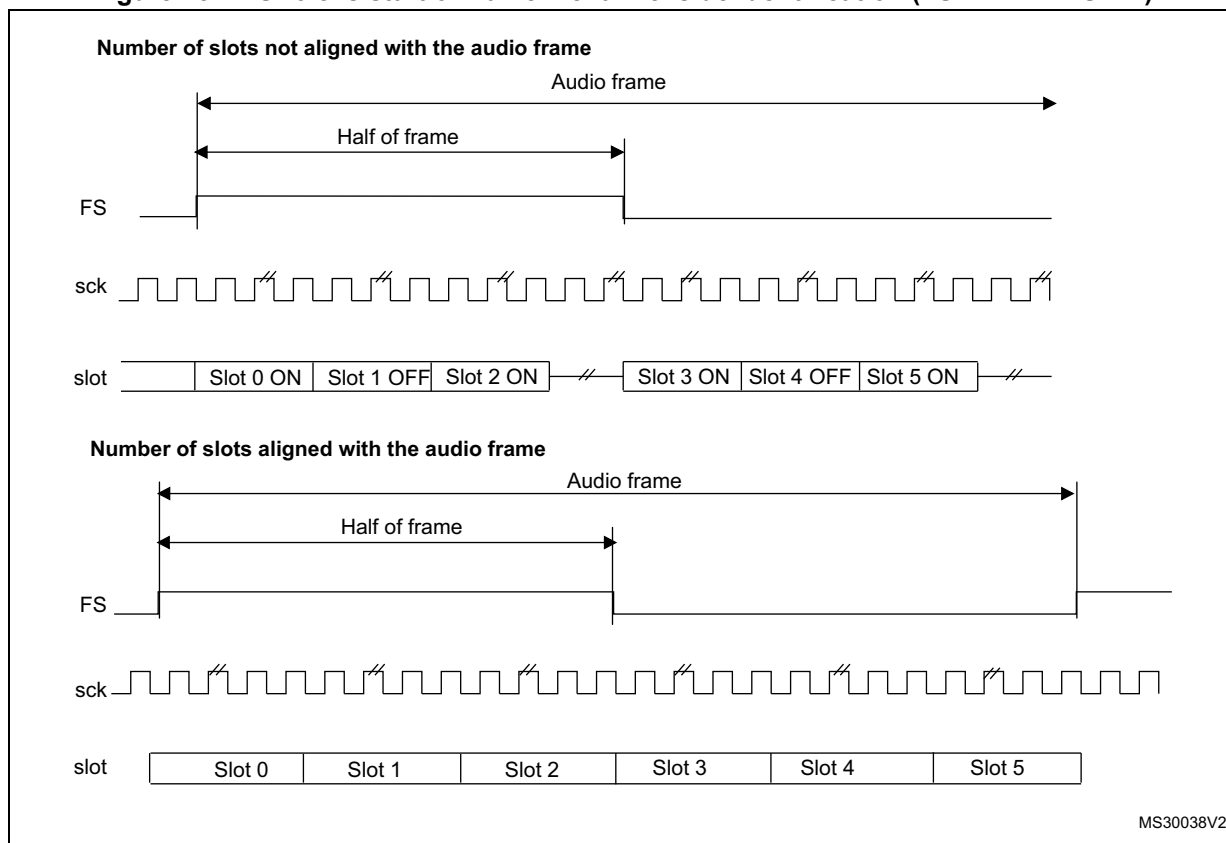 Number of slots not aligned with the audio frame
Audio frame
Half of frame
FS
sck
slot
Slot 0 ON
Slot 1 OFF
Slot 2 ON
Slot 3 ON
Slot 4 OFF
Slot 5 ON
Number of slots aligned with the audio frame
Audio frame
Half of frame
FS
sck
slot
Slot 0
Slot 1
Slot 2
Slot 3
Slot 4
Slot 5
MS30038V2